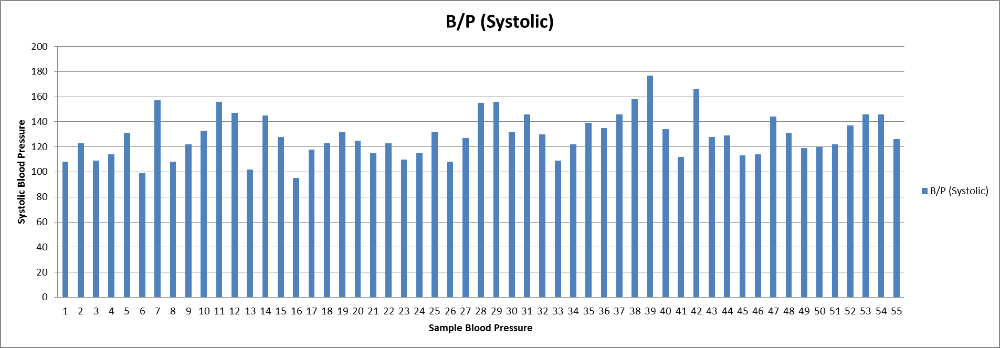 B/P (Systolic)
Systolic Blood Pressure
200
180
160
140
120
100
80
60
40
20
0
B/P (Systolic)
1 2 3 4 5 6 7 8 9 10 11 12 13 14 15 16 17 18 19 20 21 22 23 24 25 26 27 28 29 30 31 32 33 34 35 36 37 38 39 40 41 42 43 44 45 46 47 48 49 50 51 52 53 54 55
Sample Blood Pressure